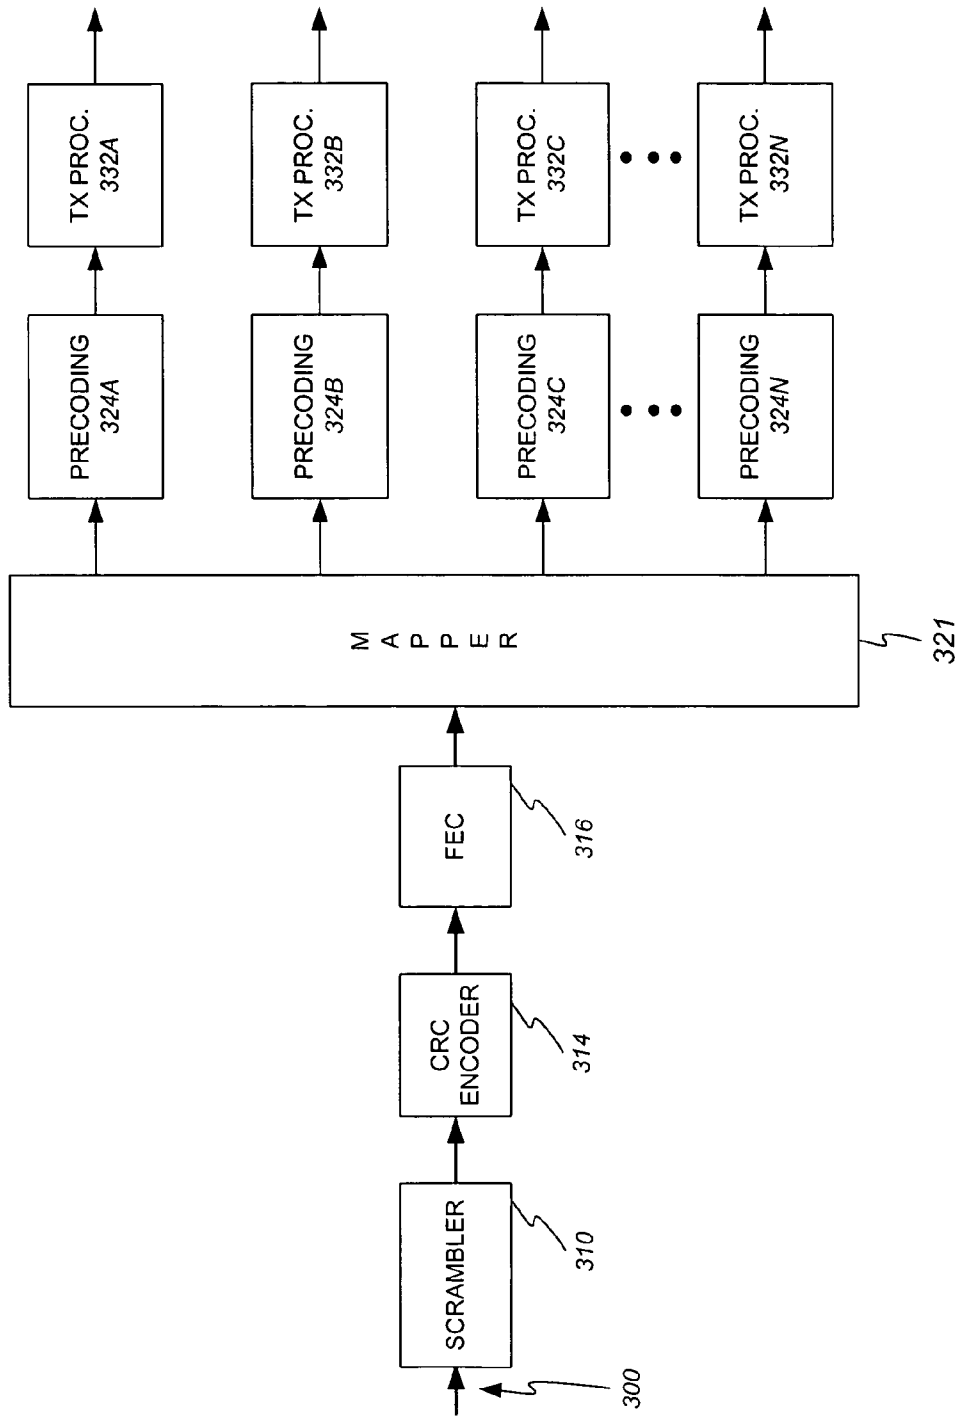 300
SCRAMBLER
310
CRC
ENCODER
314
FEC
316
MAPPER
321
PRECODING
324A
TX PROC.
332A
PRECODING
324B
TX PROC.
332B
PRECODING
324C
TX PROC.
332C
PRECODING
324N
TX PROC.
332N